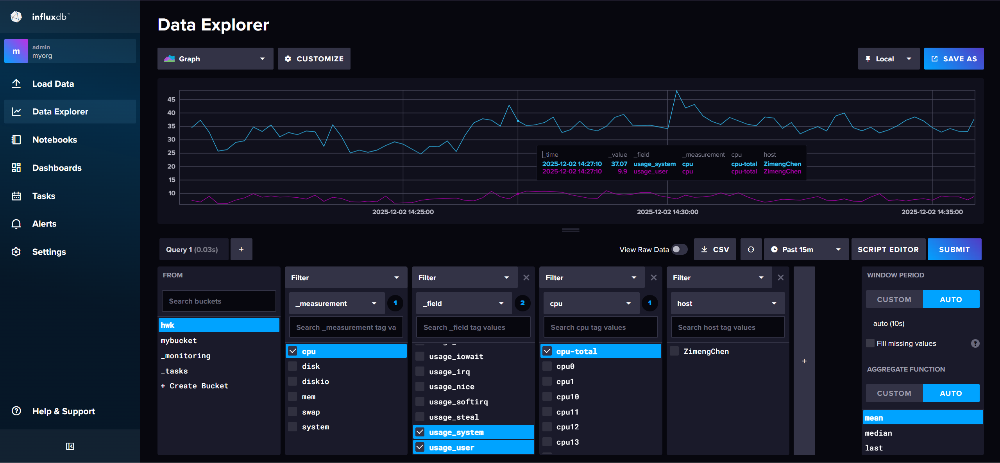 influxdb™
m
admin
myorg
Load Data
Data Explorer
Notebooks
Dashboards
Tasks
Alerts
Settings
Help & Support
Data Explorer
Graph
CUSTOMIZE
Local
SAVE AS
45
40
35
30
25
20
15
10
_time _value _field _measurement cpu host
2025-12-02 14:27:10 37.07 usage_system cpu cpu-total ZimengChen
2025-12-02 14:27:10 9.9 usage_user cpu cpu-total ZimengChen
2025-12-02 14:25:00
2025-12-02 14:30:00
2025-12-02 14:35:00
Query 1 (0.03s)
+
View Raw Data
CSV
Past 15m
SCRIPT EDITOR
SUBMIT
FROM
Search buckets
hwk
mybucket
_monitoring
_tasks
+ Create Bucket
Filter
_measurement
1
Search _measurement tag va
cpu
disk
diskio
mem
swap
system
Filter
_field
2
Search _field tag values
usage_iowait
usage_irq
usage_nice
usage_softirq
usage_steal
usage_system
usage_user
Filter
cpu
1
Search cpu tag values
cpu-total
cpu0
cpu1
cpu10
cpu11
cpu12
cpu13
Filter
host
Search host tag values
ZimengChen
+
WINDOW PERIOD
CUSTOM
AUTO
auto (10s)
Fill missing values
?
AGGREGATE FUNCTION
CUSTOM
AUTO
mean
median
last